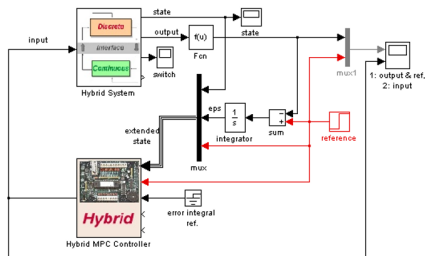 state
output
state
input
Discrete
interface
Continuous
f(u)
Fcn
switch
Hybrid System
mux1
1: output & ref,
2: input
eps
1
s
integrator
sum
reference
extended
state
mux
Hybrid
error integral
ref.
Hybrid MPC Controller